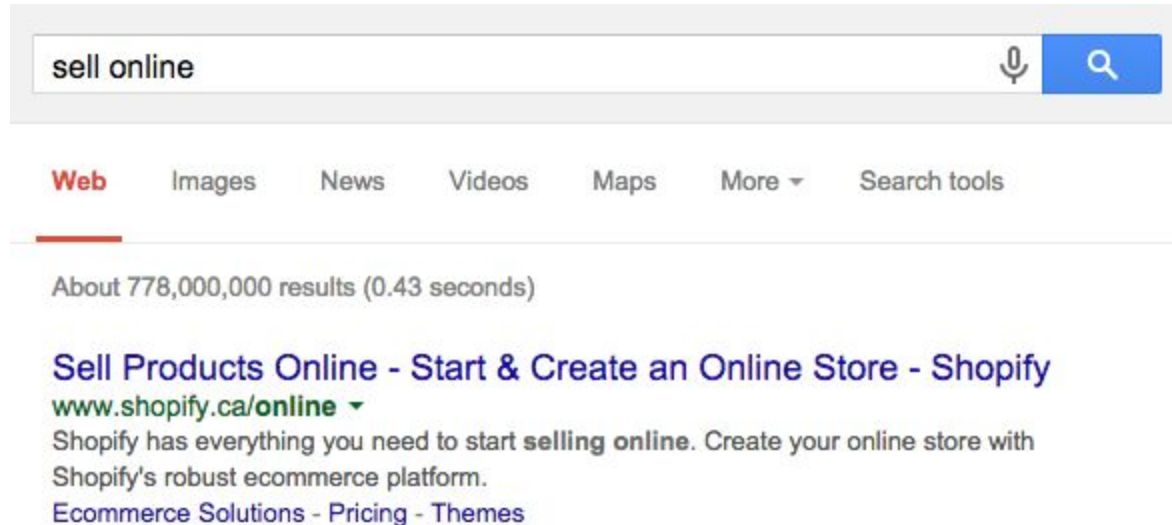 sell online
Web Images News Videos Maps More Search tools
About 778,000,000 results (0.43 seconds)
Sell Products Online - Start & Create an Online Store - Shopify
www.shopify.ca/online
Shopify has everything you need to start selling online. Create your online store with
Shopify's robust ecommerce platform.
Ecommerce Solutions - Pricing - Themes